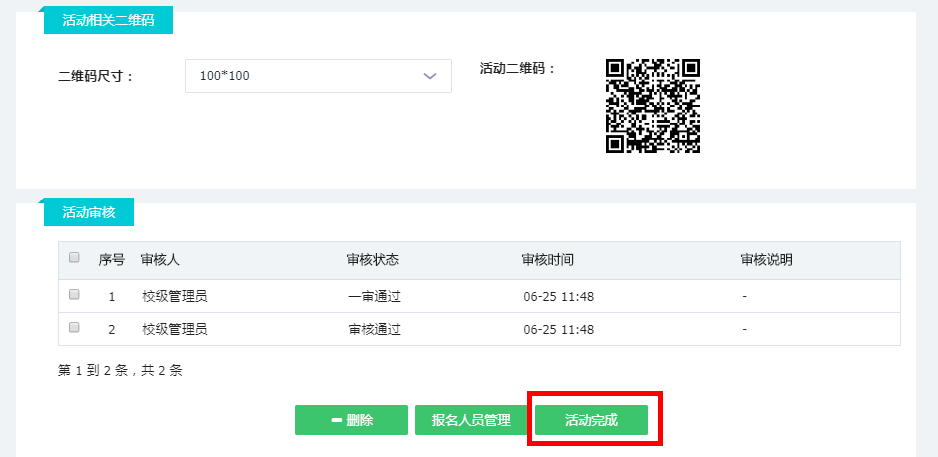 活动相关二维码
二维码尺寸： 100*100 活动二维码：
活动审核
序号 审核人 审核状态 审核时间 审核说明
1 校级管理员 一审通过 06-25 11:48 -
2 校级管理员 审核通过 06-25 11:48 -
第 1 到 2 条，共 2 条
删除 报名人员管理 活动完成